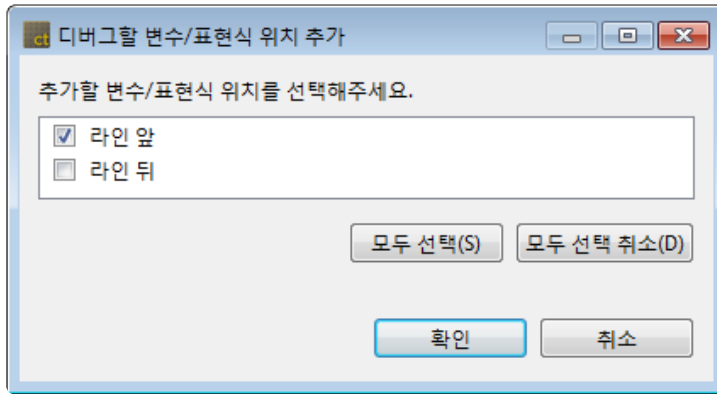 ct 디버그할 변수/표현식 위치 추가
추가할 변수/표현식 위치를 선택해주세요.
라인 앞
라인 뒤
모두 선택(S) 모두 선택 취소(D)
확인 취소